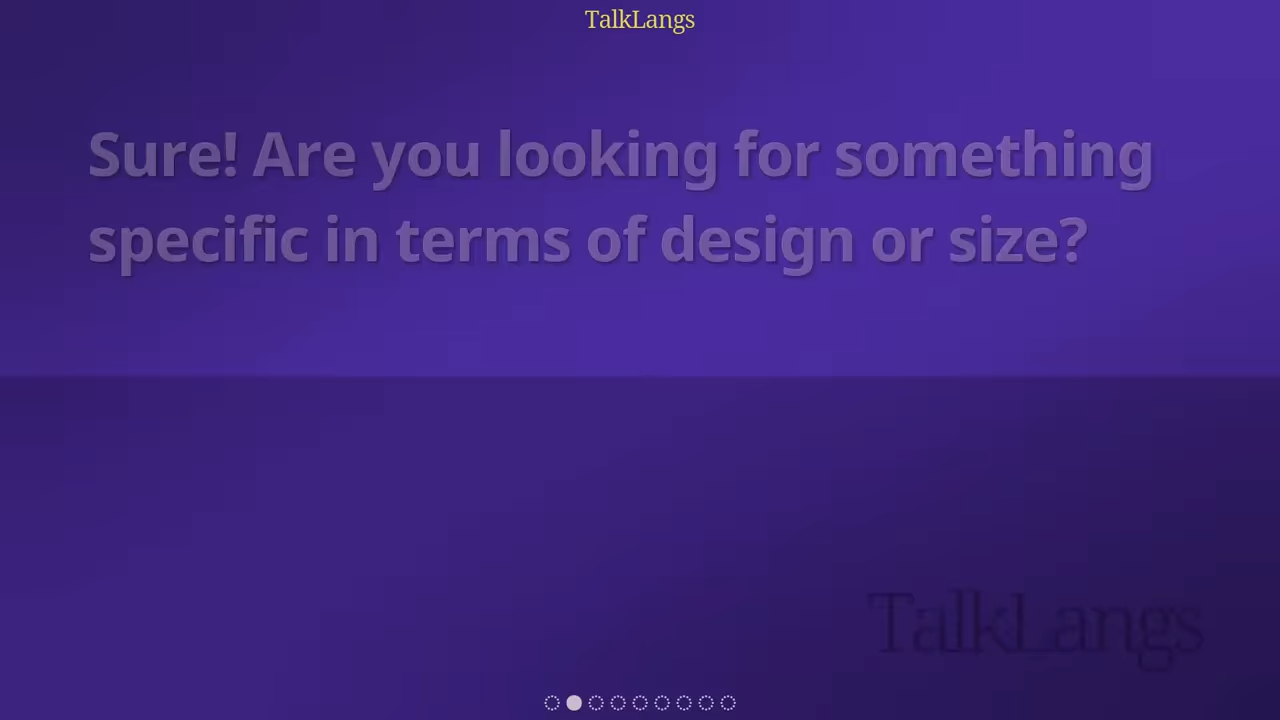 TalkLangs
Sure! Are you looking for something
specific in terms of design or size?
TalkLangs